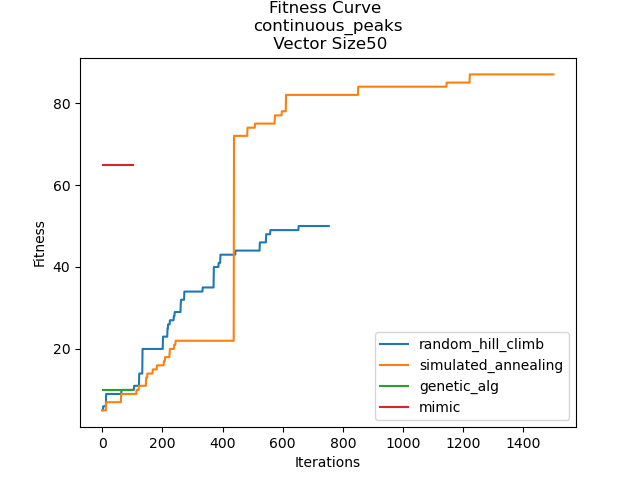 Fitness Curve
continuous_peaks
Vector Size50
Fitness
80
60
40
20
0 200 400 600 800 1000 1200 1400
Iterations
random_hill_climb
simulated_annealing
genetic_alg
mimic